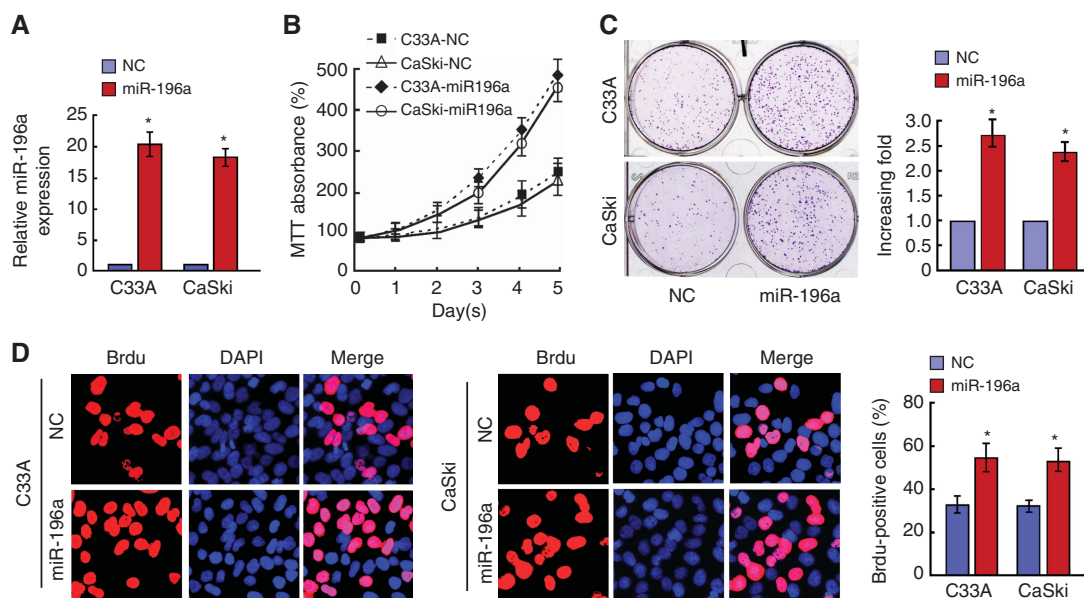 A
NC
miR-196a
Relative miR-196a
expression
25
20
15
10
5
0
*
*
C33A
CaSki
B
C33A-NC
CaSki-NC
C33A-miR196a
CaSki-miR196a
MTT absorbance (%)
500
400
300
200
100
0
0 1 2 3 4 5
Day(s)
C
C33A
CaSki
NC
miR-196a
NC
miR-196a
Increasing fold
3.0
2.5
2.0
1.5
1.0
0.5
0
*
*
C33A
CaSki
D
Brdu
DAPI
Merge
C33A
NC
miR-196a
Brdu
DAPI
Merge
CaSki
NC
miR-196a
NC
miR-196a
Brdu-positive cells (%)
80
60
40
20
0
*
*
C33A
CaSki